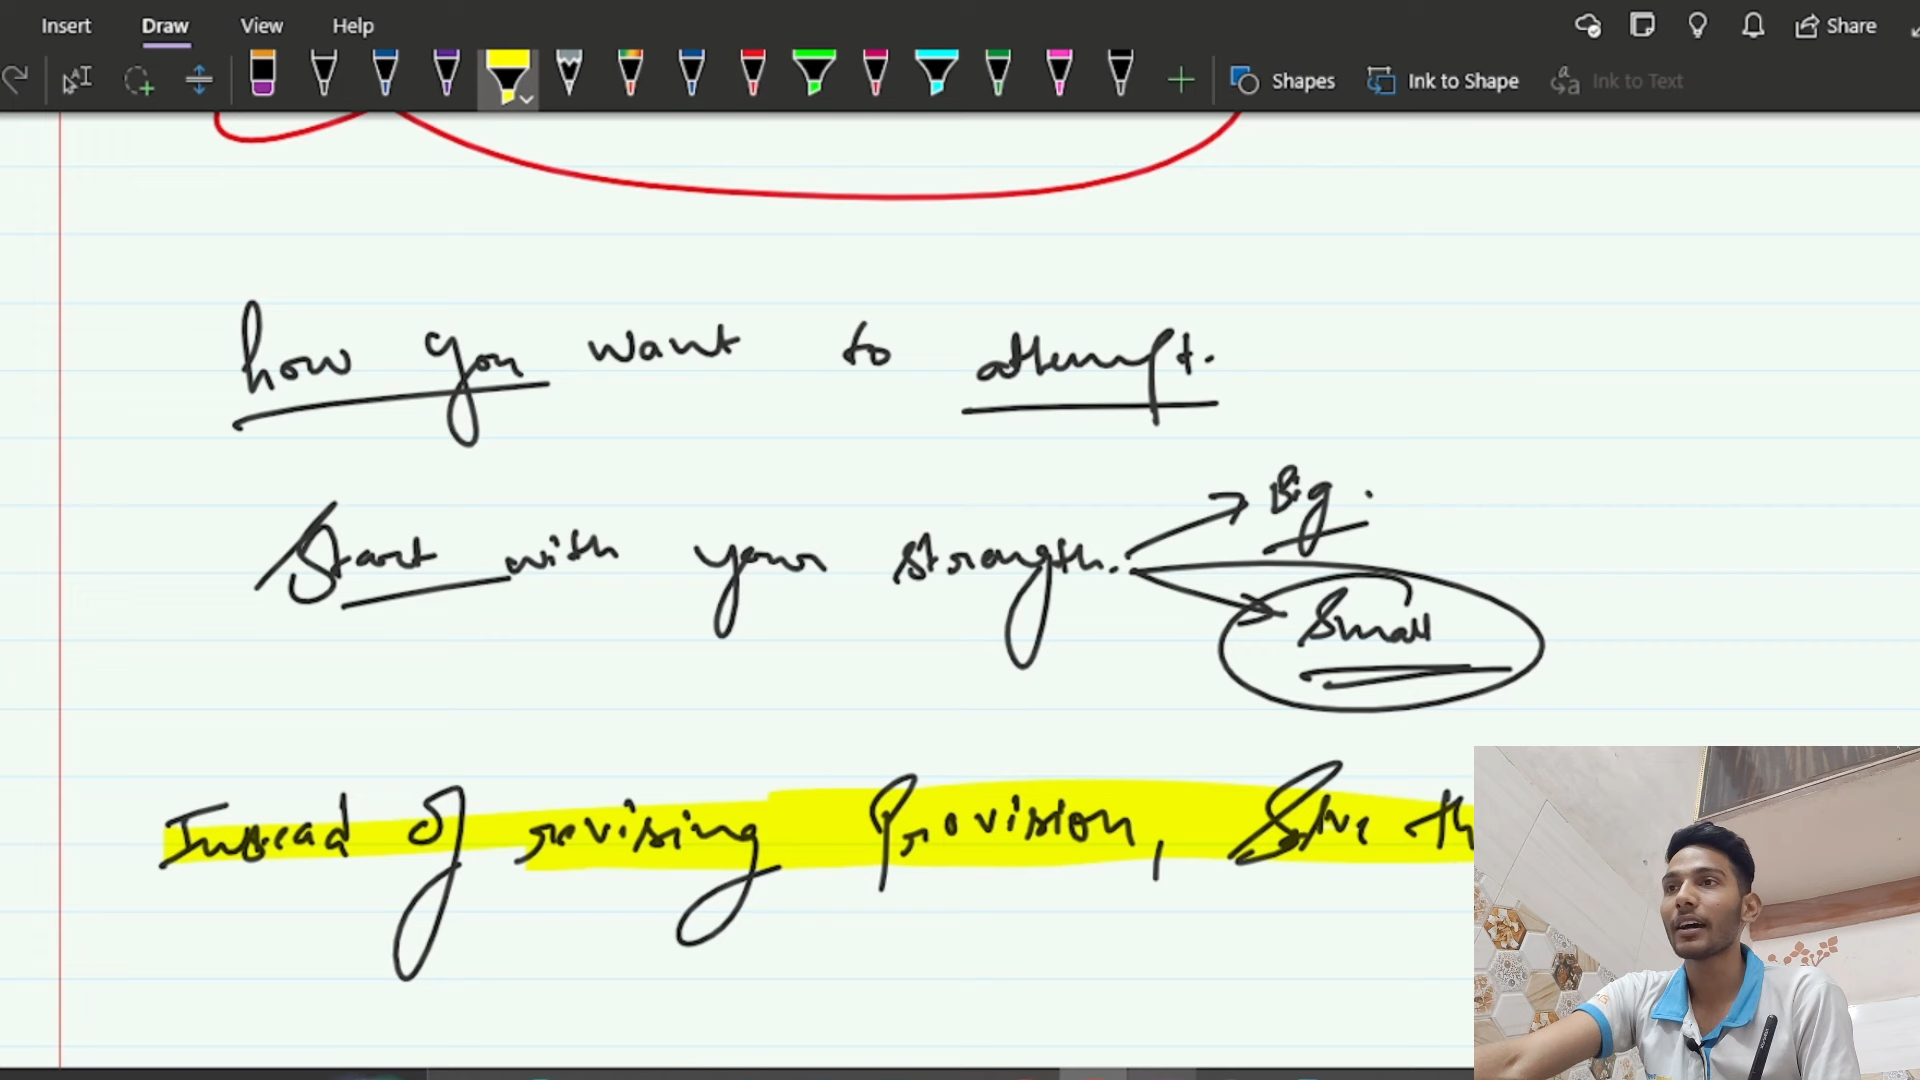 Insert Draw View Help Share
Shapes Ink to Shape Ink to Text
how you want to attempt.
Start with your strength. Big.
Small
Instead of revising Provision, Solve th